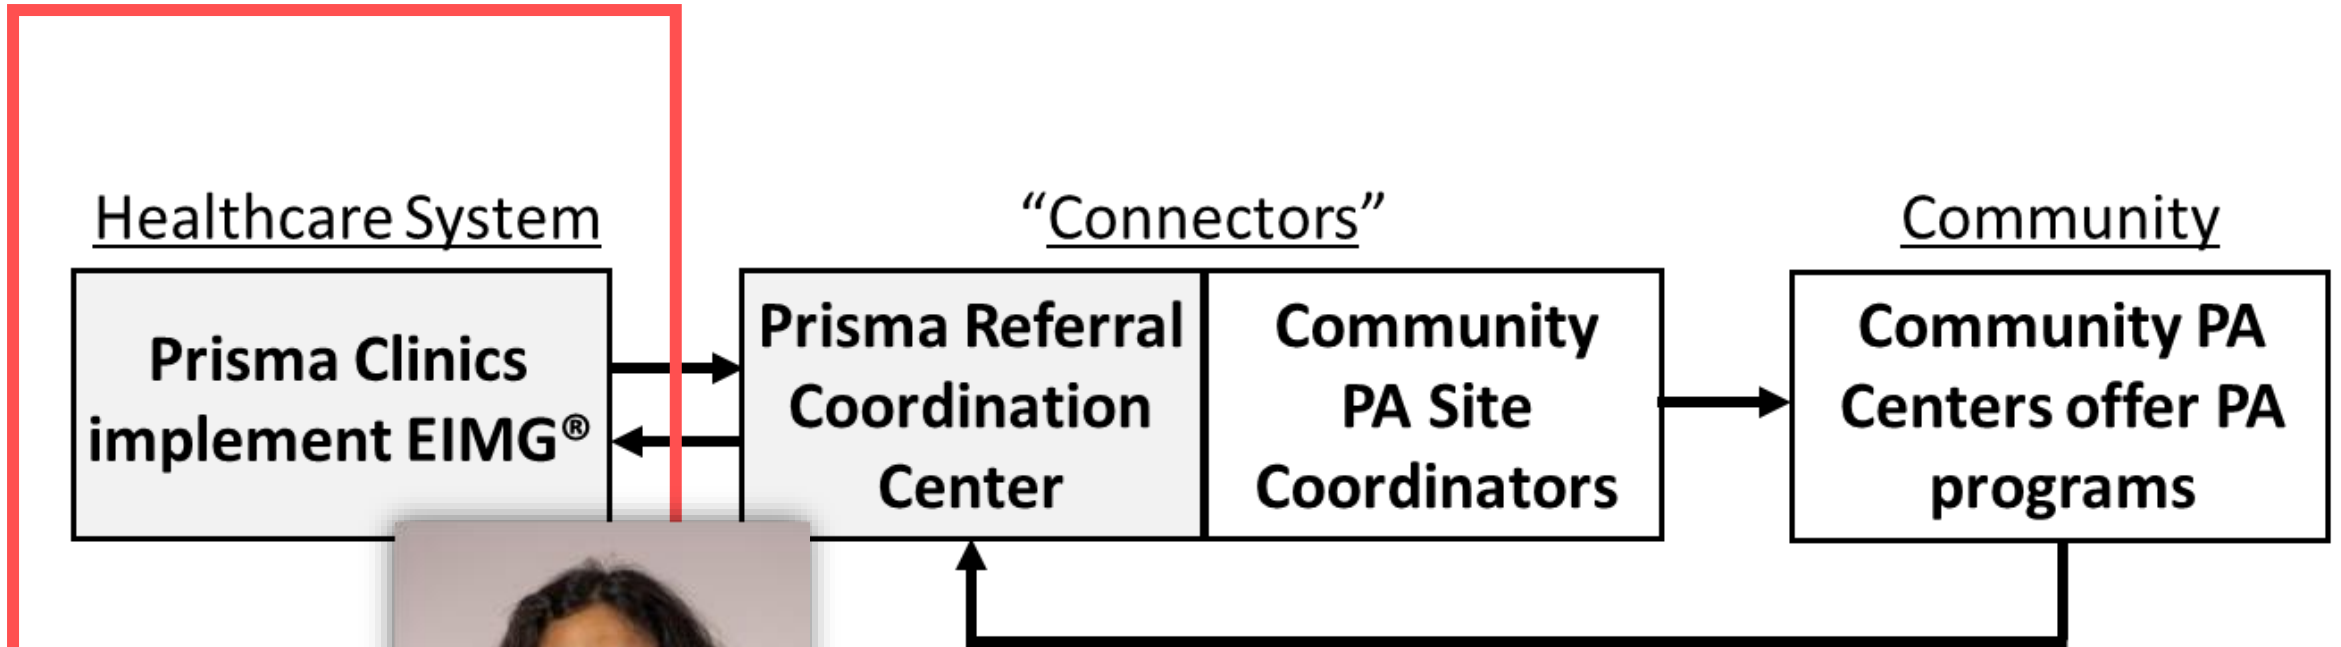 Healthcare System
“Connectors”
Community
Prisma Clinics
implement EIMG®
Prisma Referral
Coordination
Center
Community
PA Site
Coordinators
Community PA
Centers offer PA
programs